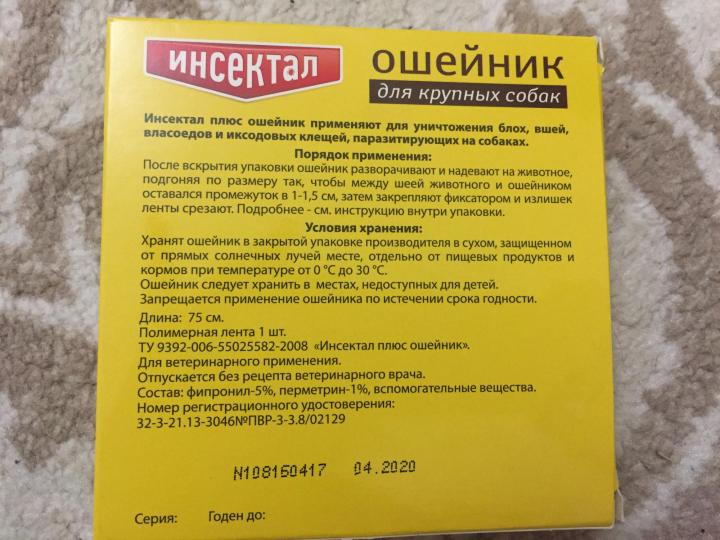 ИНСЕКТАЛ
ошейник
для крупных собак
Инсектал плюс ошейник применяют для уничтожения блох, вшей,
власоедов и иксодовых клещей, паразитирующих на собаках.
Порядок применения:
После вскрытия упаковки ошейник разворачивают и надевают на животное,
подгоняя по размеру так, чтобы между шеей животного и ошейником
оставался промежуток в 1-1,5 см, затем закрепляют фиксатором и излишек
ленты срезают. Подробнее - см. инструкцию внутри упаковки.
Условия хранения:
Хранят ошейник в закрытой упаковке производителя в сухом, защищенном
от прямых солнечных лучей месте, отдельно от пищевых продуктов и
кормов при температуре от 0 °С до 30 °С.
Ошейник следует хранить в местах, недоступных для детей.
Запрещается применение ошейника по истечении срока годности.
Длина: 75 см.
Полимерная лента 1 шт.
ТУ 9392-006-55025582-2008 «Инсектал плюс ошейник».
Для ветеринарного применения.
Отпускается без рецепта ветеринарного врача.
Состав: фипронил-5%, перметрин-1%, вспомогательные вещества.
Номер регистрационного удостоверения:
32-3-21.13-3046№ПВР-3-3.8/02129
N108160417 04.2020
Серия: Годен до: